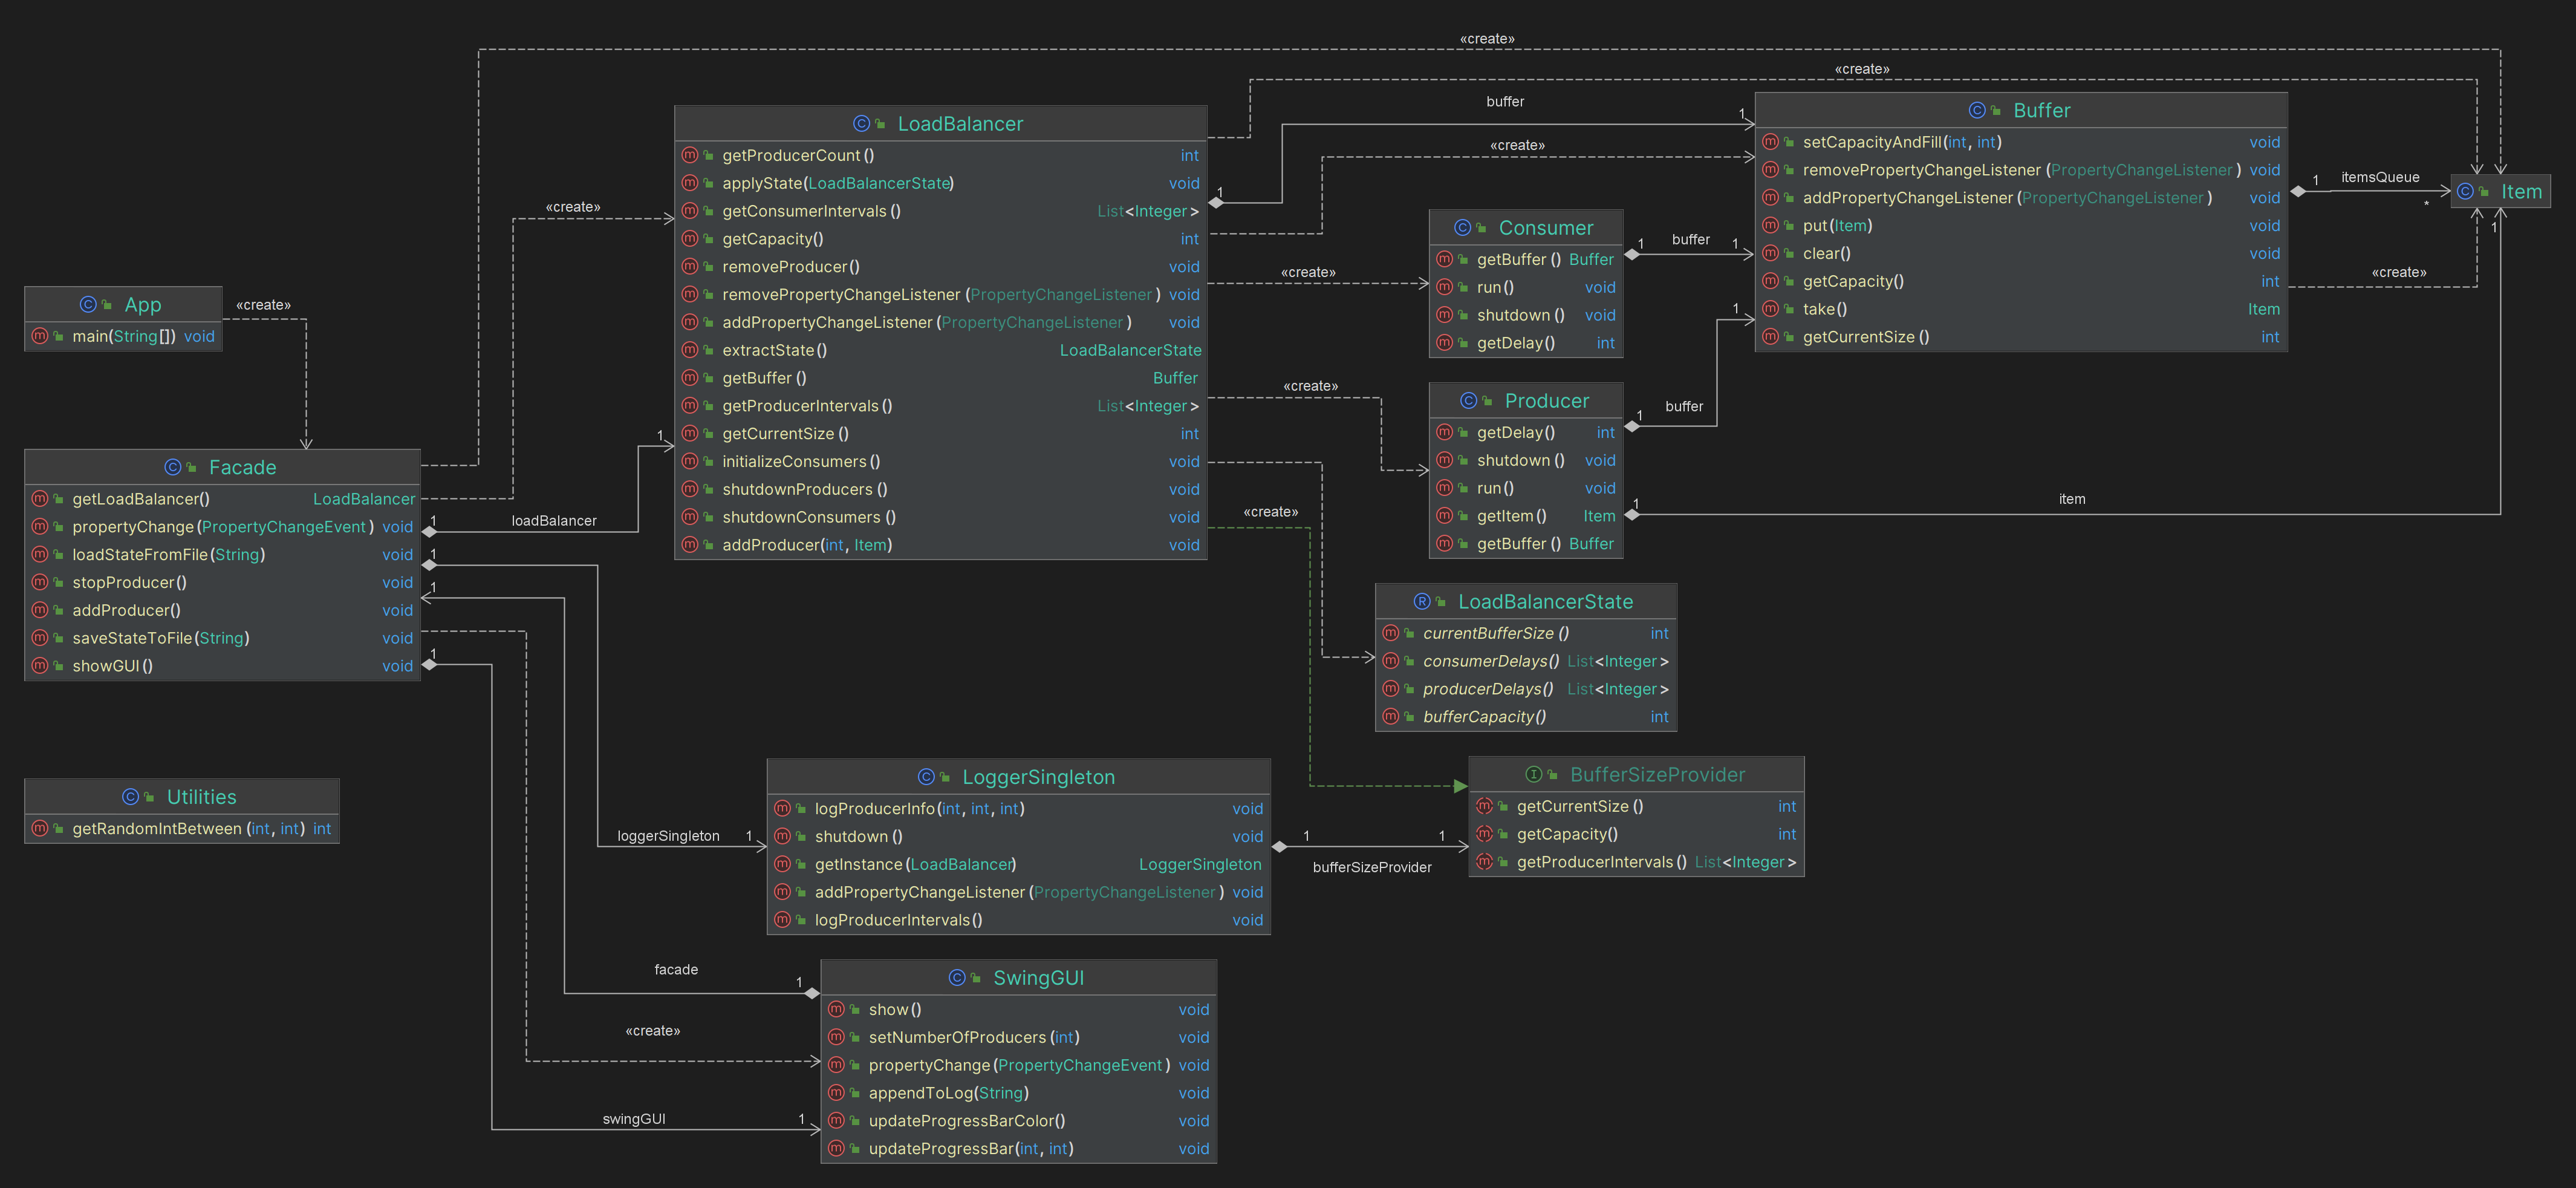 «create»
«create»
buffer
1
«create»
1
«create»
1
«create»
buffer
1
1
«create»
1
buffer
1
«create»
itemsQueue
1
*
«create»
1
item
1
LoadBalancer
getProducerCount() int
applyState(LoadBalancerState) void
getConsumerIntervals() List<Integer>
getCapacity() int
removeProducer() void
removePropertyChangeListener(PropertyChangeListener) void
addPropertyChangeListener(PropertyChangeListener) void
extractState() LoadBalancerState
getBuffer() Buffer
getProducerIntervals() List<Integer>
getCurrentSize() int
initializeConsumers() void
shutdownProducers() void
shutdownConsumers() void
addProducer(int, Item) void
Buffer
setCapacityAndFill(int, int) void
removePropertyChangeListener(PropertyChangeListener) void
addPropertyChangeListener(PropertyChangeListener) void
put(Item) void
clear() void
getCapacity() int
take() Item
getCurrentSize() int
Item
Consumer
getBuffer() Buffer
run() void
shutdown() void
getDelay() int
Producer
getDelay() int
shutdown() void
run() void
getItem() Item
getBuffer() Buffer
App
main(String[]) void
«create»
Facade
getLoadBalancer() LoadBalancer
propertyChange(PropertyChangeEvent) void
loadStateFromFile(String) void
stopProducer() void
addProducer() void
saveStateToFile(String) void
showGUI() void
1
loadBalancer
1
1
1
1
«create»
LoadBalancerState
currentBufferSize() int
consumerDelays() List<Integer>
producerDelays() List<Integer>
bufferCapacity() int
Utilities
getRandomIntBetween(int, int) int
loggerSingleton
1
LoggerSingleton
logProducerInfo(int, int, int) void
shutdown() void
getInstance(LoadBalancer) LoggerSingleton
addPropertyChangeListener(PropertyChangeListener) void
logProducerIntervals() void
1
1
bufferSizeProvider
BufferSizeProvider
getCurrentSize() int
getCapacity() int
getProducerIntervals() List<Integer>
facade
1
«create»
swingGUI
1
SwingGUI
show() void
setNumberOfProducers(int) void
propertyChange(PropertyChangeEvent) void
appendToLog(String) void
updateProgressBarColor() void
updateProgressBar(int, int) void